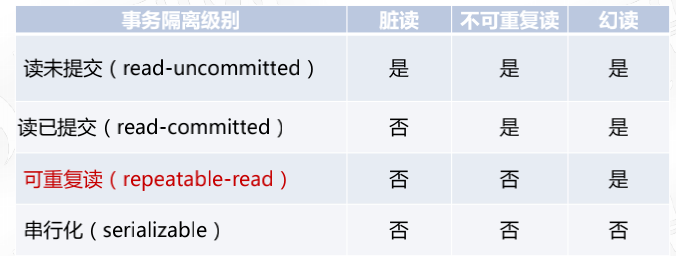 事务隔离级别 脏读 不可重复读 幻读
读未提交（read-uncommitted） 是 是 是
读已提交（read-committed） 否 是 是
可重复读（repeatable-read） 否 否 是
串行化（serializable） 否 否 否